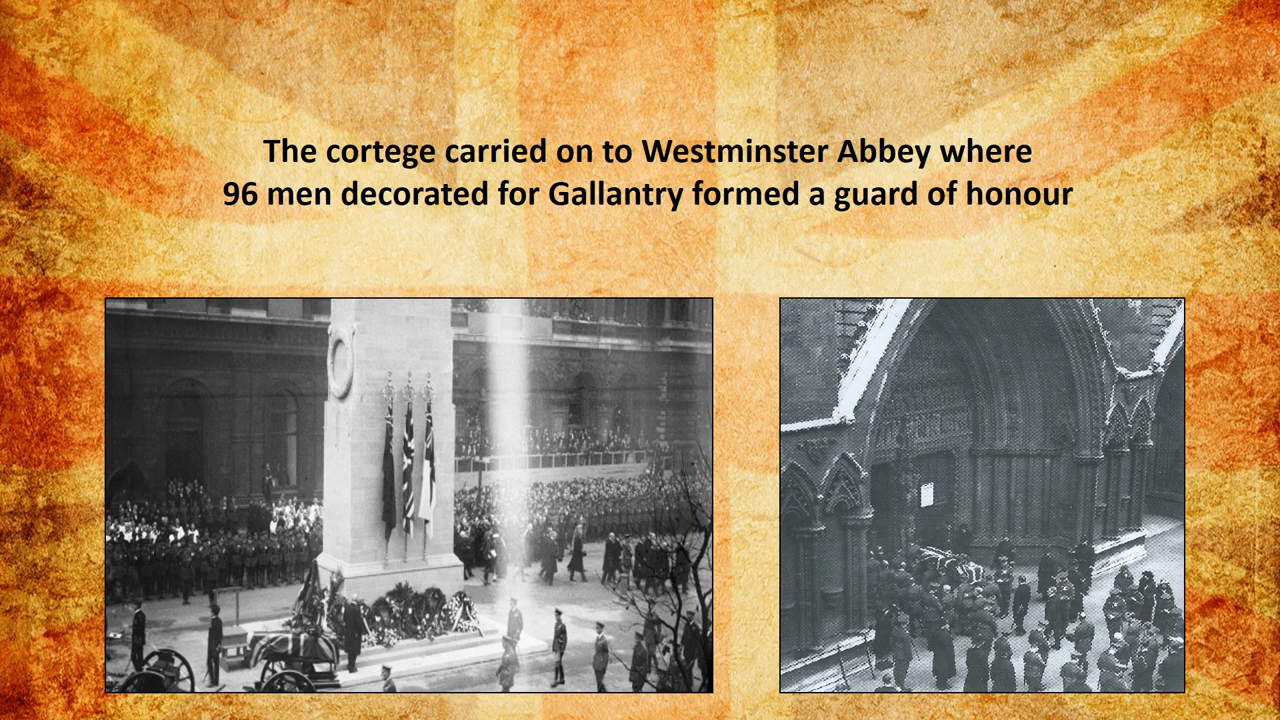 The cortege carried on to Westminster Abbey where
96 men decorated for Gallantry formed a guard of honour